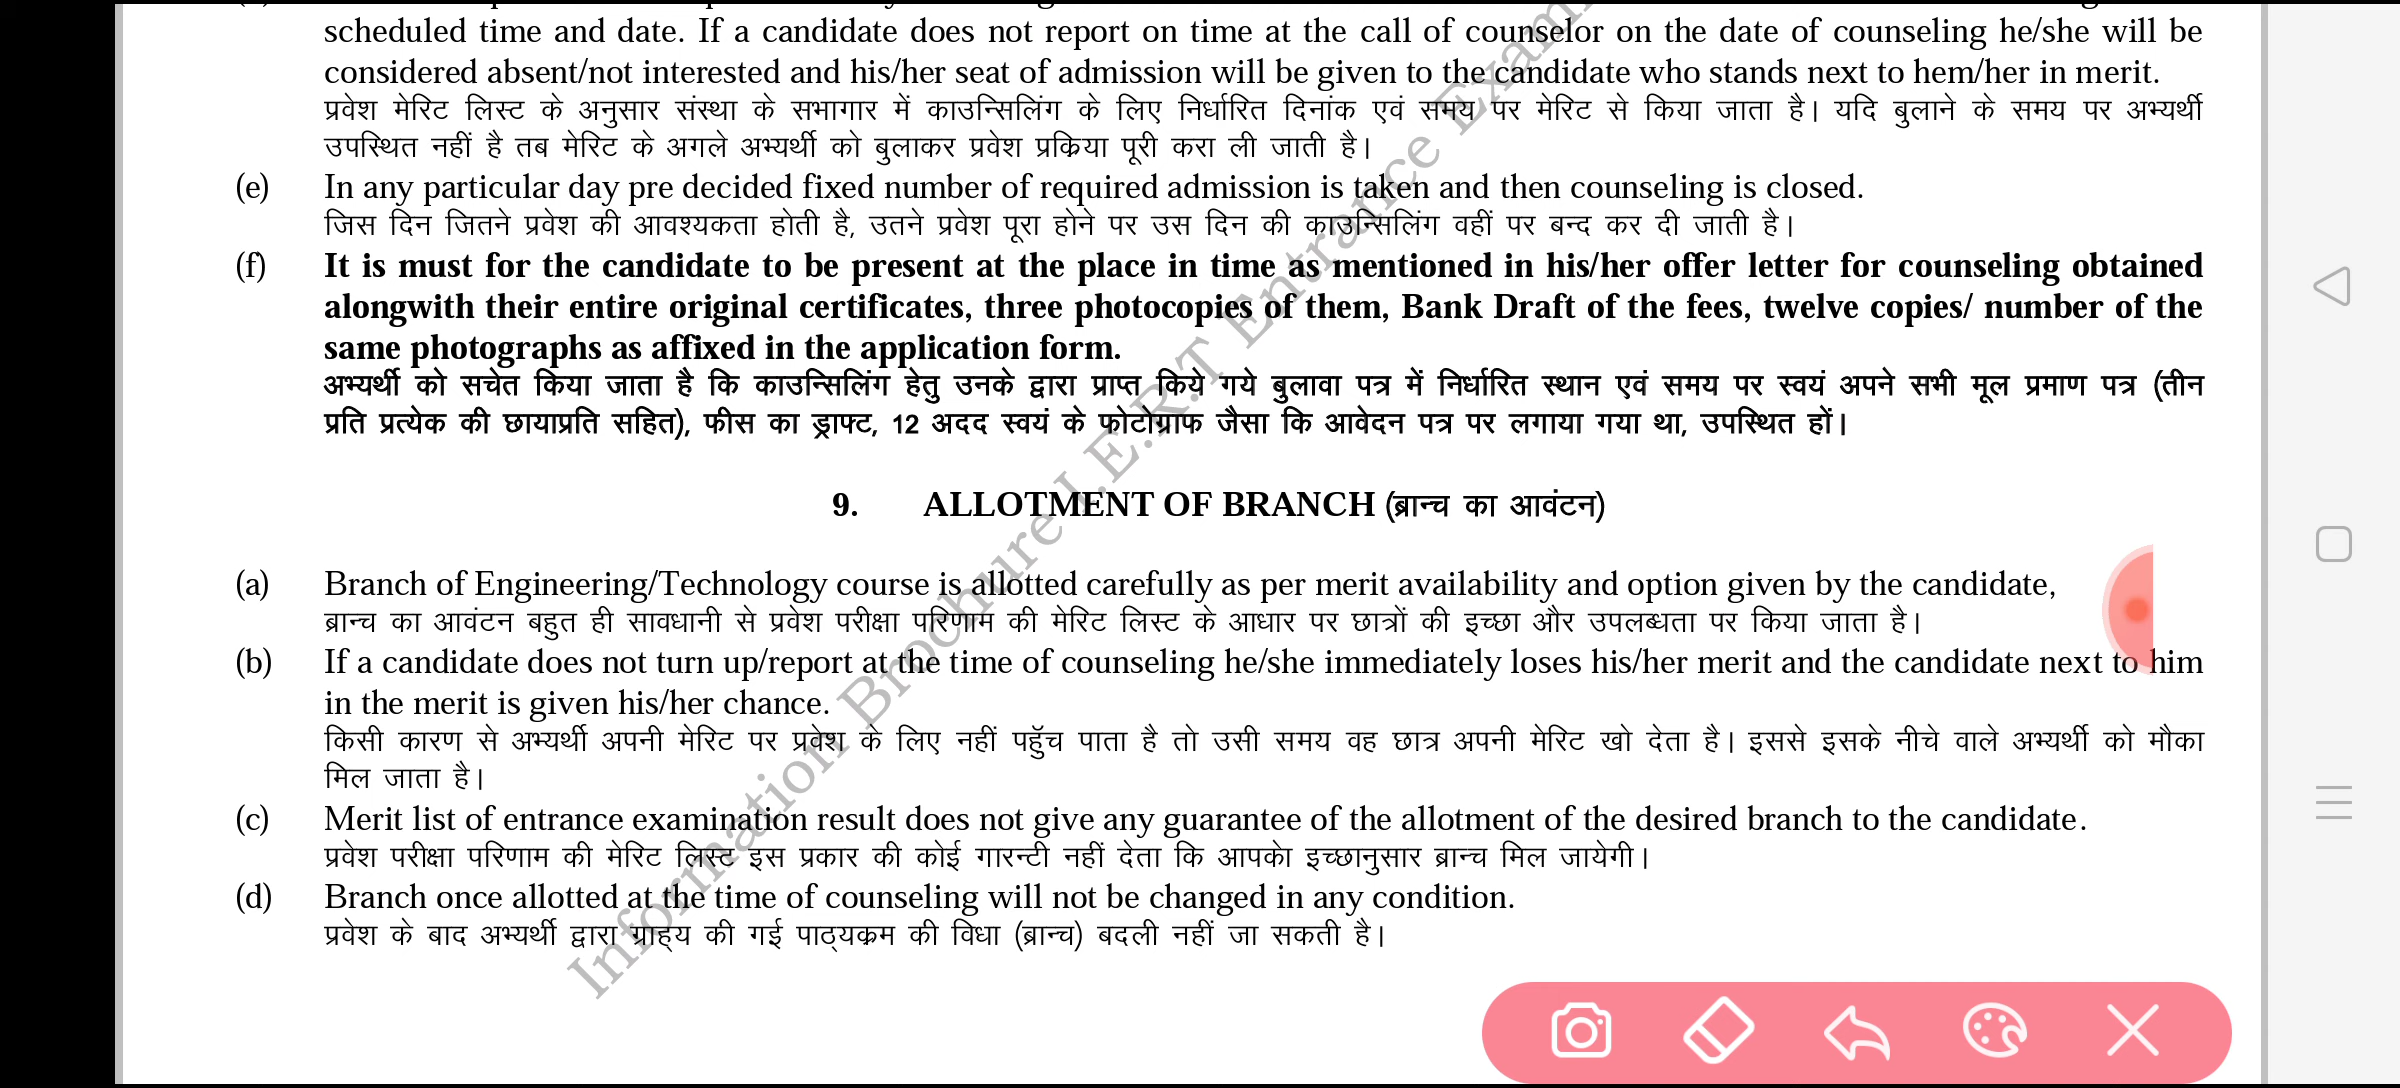 scheduled time and date. If a candidate does not report on time at the call of counselor on the date of counseling he/she will be
considered absent/not interested and his/her seat of admission will be given to the candidate who stands next to hem/her in merit.
प्रवेश मेरिट लिस्ट के अनुसार संस्था के सभागार में काउन्सिलिंग के लिए निर्धारित दिनांक एवं समय पर मेरिट से किया जाता है। यदि बुलाने के समय पर अभ्यर्थी
उपस्थित नहीं है तब मेरिट के अगले अभ्यर्थी को बुलाकर प्रवेश प्रक्रिया पूरी करा ली जाती है।
(e) In any particular day pre decided fixed number of required admission is taken and then counseling is closed.
जिस दिन जितने प्रवेश की आवश्यकता होती है, उतने प्रवेश पूरा होने पर उस दिन की काउन्सिलिंग वहीं पर बन्द कर दी जाती है।
(f) It is must for the candidate to be present at the place in time as mentioned in his/her offer letter for counseling obtained
alongwith their entire original certificates, three photocopies of them, Bank Draft of the fees, twelve copies/ number of the
same photographs as affixed in the application form.
अभ्यर्थी को सचेत किया जाता है कि काउन्सिलिंग हेतु उनके द्वारा प्राप्त किये गये बुलावा पत्र में निर्धारित स्थान एवं समय पर स्वयं अपने सभी मूल प्रमाण पत्र (तीन
प्रति प्रत्येक की छायाप्रति सहित), फीस का ड्राफ्ट, 12 अदद स्वयं के फोटोग्राफ जैसा कि आवेदन पत्र पर लगाया गया था, उपस्थित हों।
9. ALLOTMENT OF BRANCH (ब्रान्च का आवंटन)
(a) Branch of Engineering/Technology course is allotted carefully as per merit availability and option given by the candidate,
ब्रान्च का आवंटन बहुत ही सावधानी से प्रवेश परीक्षा परिणाम की मेरिट लिस्ट के आधार पर छात्रों की इच्छा और उपलब्धता पर किया जाता है।
(b) If a candidate does not turn up/report at the time of counseling he/she immediately loses his/her merit and the candidate next to him
in the merit is given his/her chance.
किसी कारण से अभ्यर्थी अपनी मेरिट पर प्रवेश के लिए नहीं पहुँच पाता है तो उसी समय वह छात्र अपनी मेरिट खो देता है। इससे इसके नीचे वाले अभ्यर्थी को मौका
मिल जाता है।
(c) Merit list of entrance examination result does not give any guarantee of the allotment of the desired branch to the candidate.
प्रवेश परीक्षा परिणाम की मेरिट लिस्ट इस प्रकार की कोई गारन्टी नहीं देता कि आपको इच्छानुसार ब्रान्च मिल जायेगी।
(d) Branch once allotted at the time of counseling will not be changed in any condition.
प्रवेश के बाद अभ्यर्थी द्वारा ग्राह्य की गई पाठ्यक्रम की विधा (ब्रान्च) बदली नहीं जा सकती है।
Information Brochure I.E.R.T Entrance